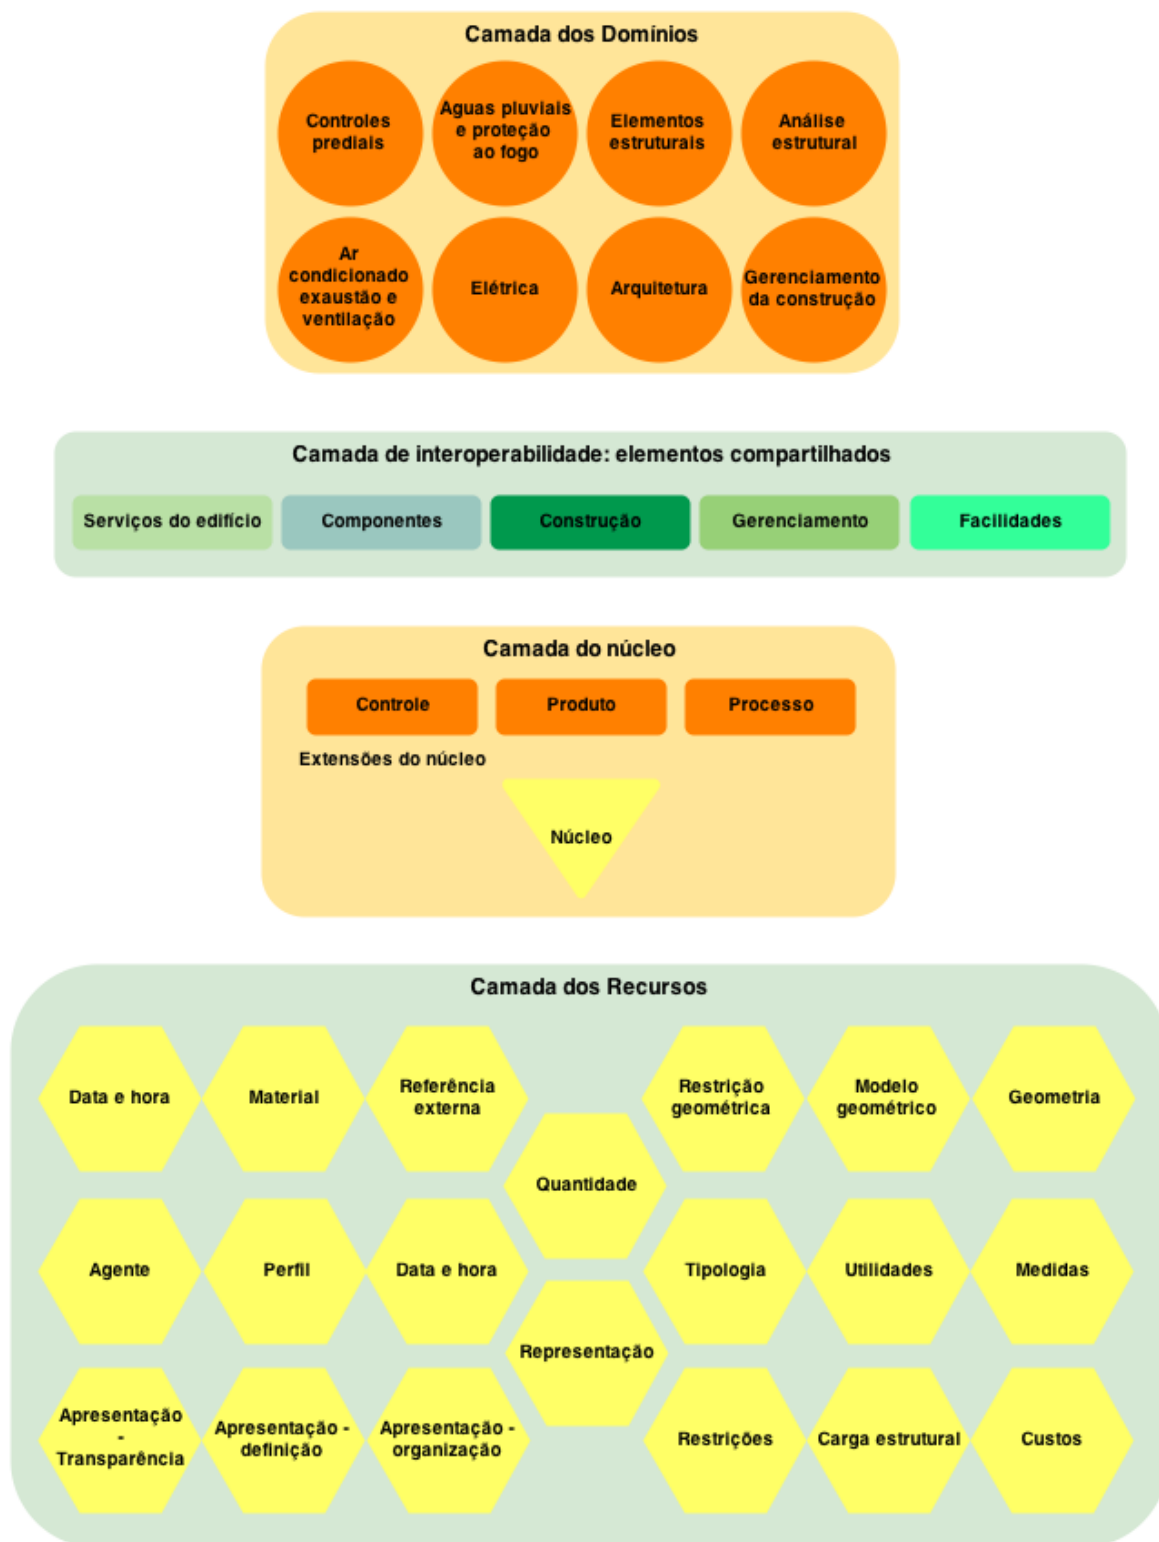 Camada dos Domínios
Controles
prediais
Aguas pluviais
e proteção
ao fogo
Elementos
estruturais
Análise
estrutural
Ar
condicionado
exaustão e
ventilação
Elétrica
Arquitetura
Gerenciamento
da construção
Camada de interoperabilidade: elementos compartilhados
Serviços do edifício
Componentes
Construção
Gerenciamento
Facilidades
Camada do núcleo
Controle
Produto
Processo
Extensões do núcleo
Núcleo
Camada dos Recursos
Data e hora
Material
Referência
externa
Restrição
geométrica
Modelo
geométrico
Geometria
Quantidade
Agente
Perfil
Data e hora
Tipologia
Utilidades
Medidas
Representação
Apresentação
-
Transparência
Apresentação -
definição
Apresentação -
organização
Restrições
Carga estrutural
Custos